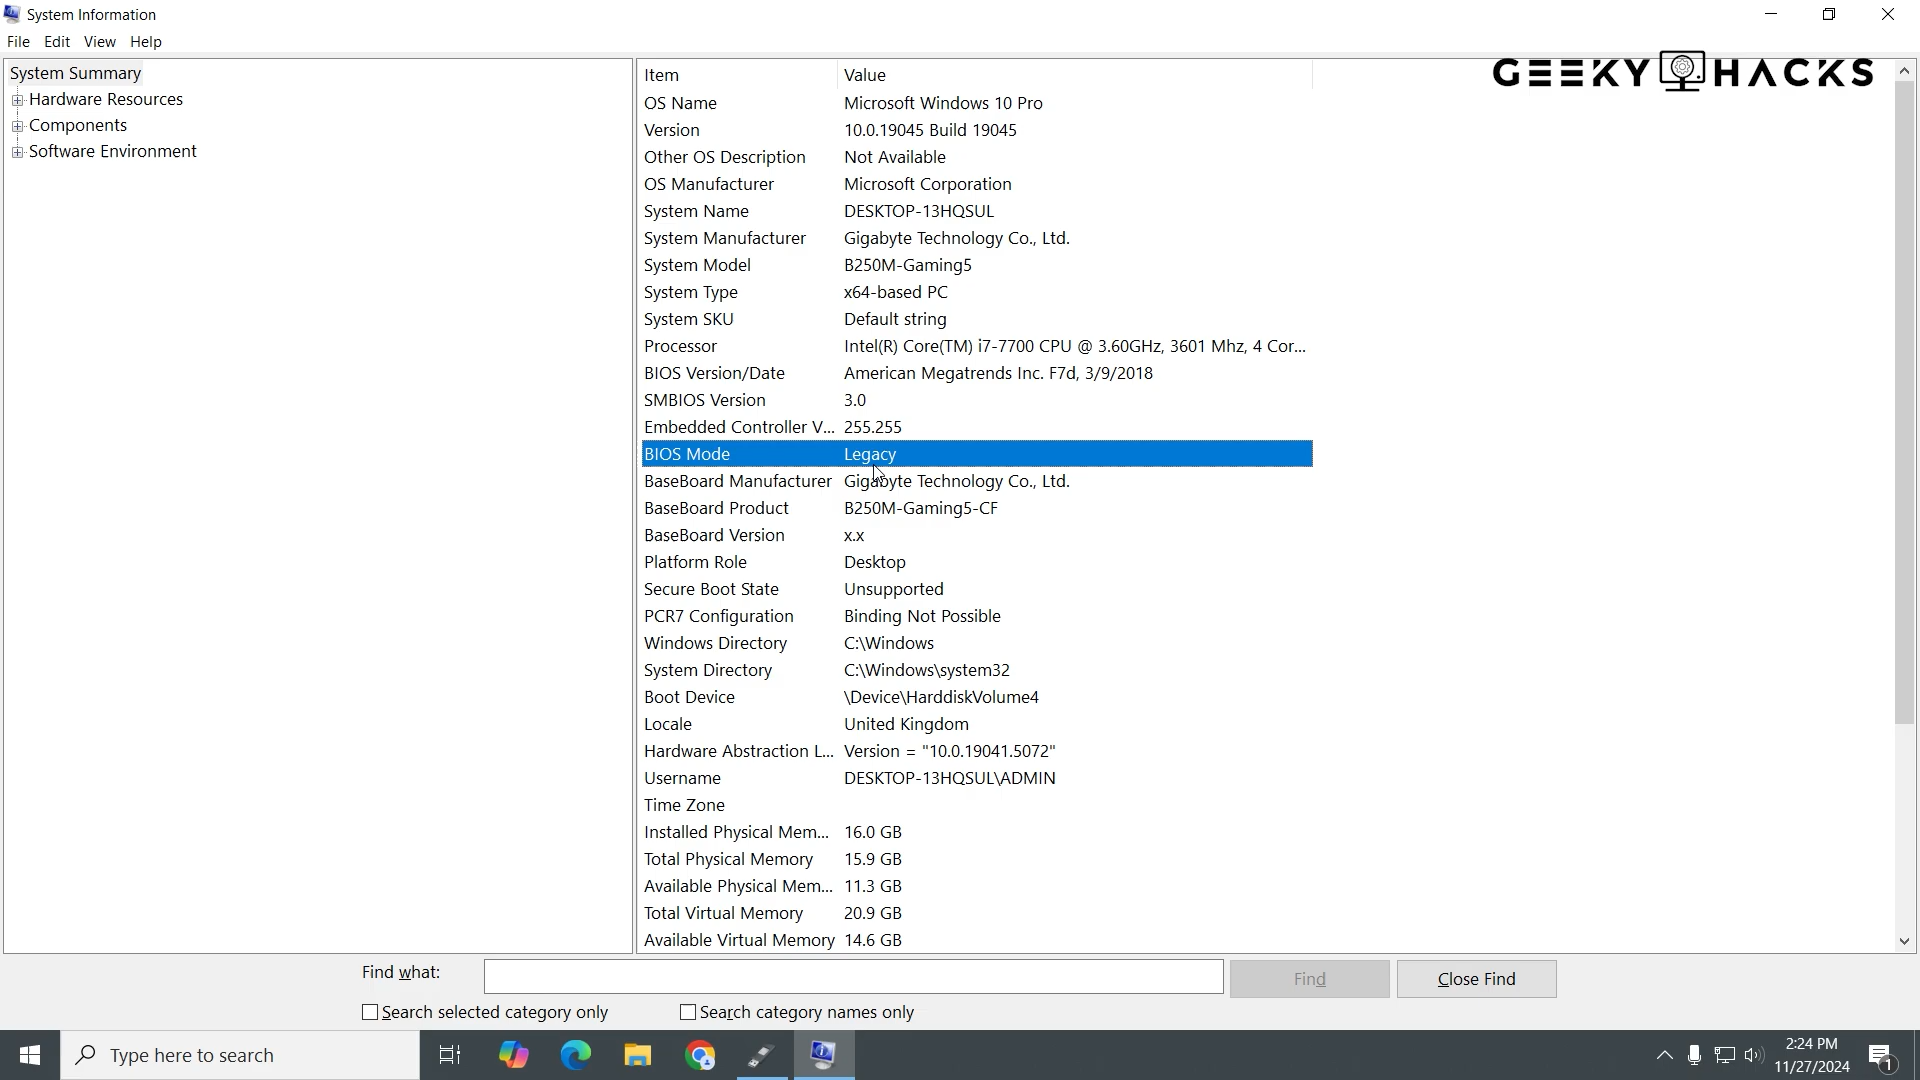 System Information
File Edit View Help
GEEKY HACKS
System Summary
Hardware Resources
Components
Software Environment
Item Value
OS Name Microsoft Windows 10 Pro
Version 10.0.19045 Build 19045
Other OS Description Not Available
OS Manufacturer Microsoft Corporation
System Name DESKTOP-13HQSUL
System Manufacturer Gigabyte Technology Co., Ltd.
System Model B250M-Gaming5
System Type x64-based PC
System SKU Default string
Processor Intel(R) Core(TM) i7-7700 CPU @ 3.60GHz, 3601 Mhz, 4 Cor...
BIOS Version/Date American Megatrends Inc. F7d, 3/9/2018
SMBIOS Version 3.0
Embedded Controller V... 255.255
BIOS Mode Legacy
BaseBoard Manufacturer Gigabyte Technology Co., Ltd.
BaseBoard Product B250M-Gaming5-CF
BaseBoard Version x.x
Platform Role Desktop
Secure Boot State Unsupported
PCR7 Configuration Binding Not Possible
Windows Directory C:\Windows
System Directory C:\Windows\system32
Boot Device \Device\HarddiskVolume4
Locale United Kingdom
Hardware Abstraction L... Version = "10.0.19041.5072"
Username DESKTOP-13HQSUL\ADMIN
Time Zone
Installed Physical Mem... 16.0 GB
Total Physical Memory 15.9 GB
Available Physical Mem... 11.3 GB
Total Virtual Memory 20.9 GB
Available Virtual Memory 14.6 GB
Find what: Find Close Find
Search selected category only Search category names only
Type here to search
2:24 PM
11/27/2024
1